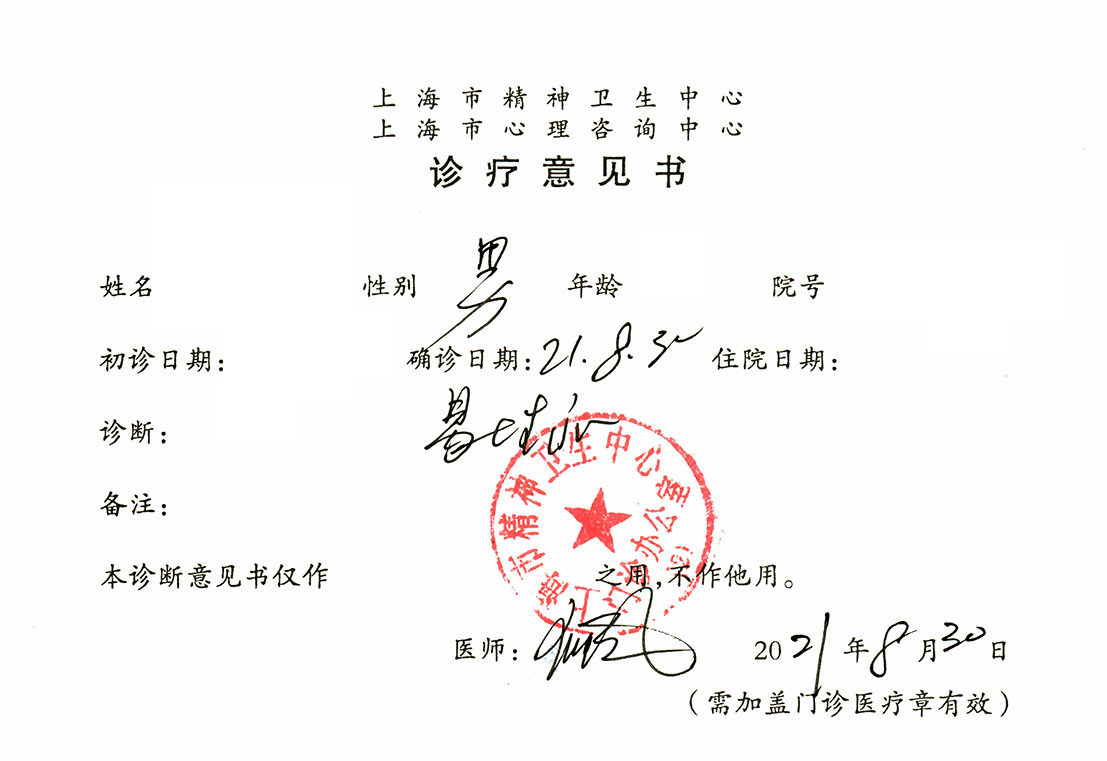 上海市精神卫生中心
上海市心理咨询中心
诊疗意见书
姓名 性别 男 年龄 院号
初诊日期： 确诊日期：21.8.30 住院日期：
诊断：
备注：
本诊断意见书仅作 之用，不作他用。
上海市精神卫生中心
门诊办公室
医师： 2021年8月30日
（需加盖门诊医疗章有效）